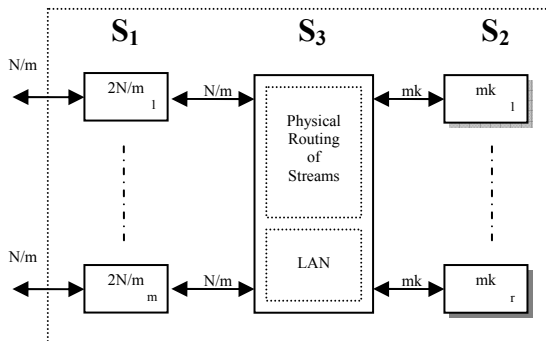 S1 S3 S2
N/m
2N/m 1
N/m
mk
mk 1
Physical
Routing
of
Streams
N/m
2N/m m
N/m
LAN
mk
mk r